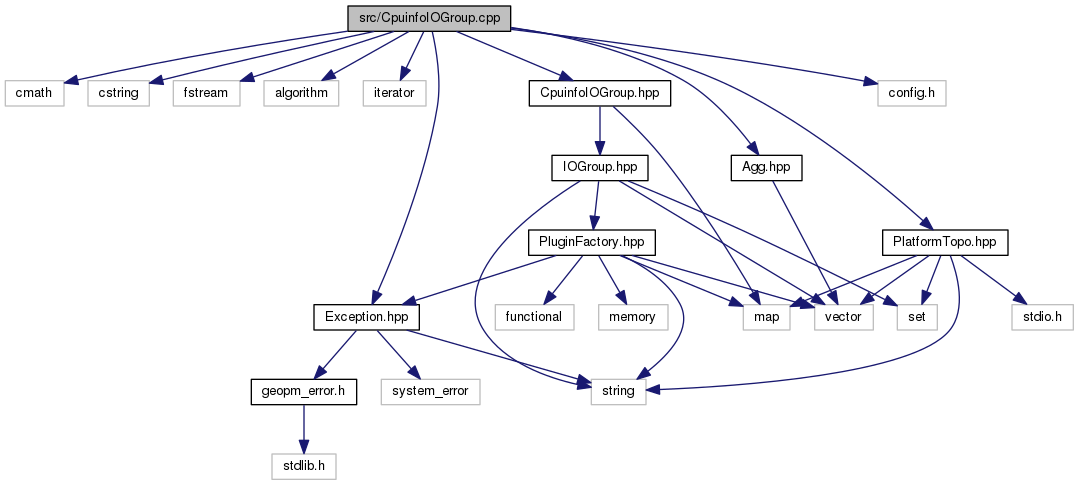 src/CpuinfoIOGroup.cpp
cmath
cstring
fstream
algorithm
iterator
CpuinfoIOGroup.hpp
config.h
IOGroup.hpp
Agg.hpp
PluginFactory.hpp
PlatformTopo.hpp
Exception.hpp
functional
memory
map
vector
set
stdio.h
geopm_error.h
system_error
string
stdlib.h